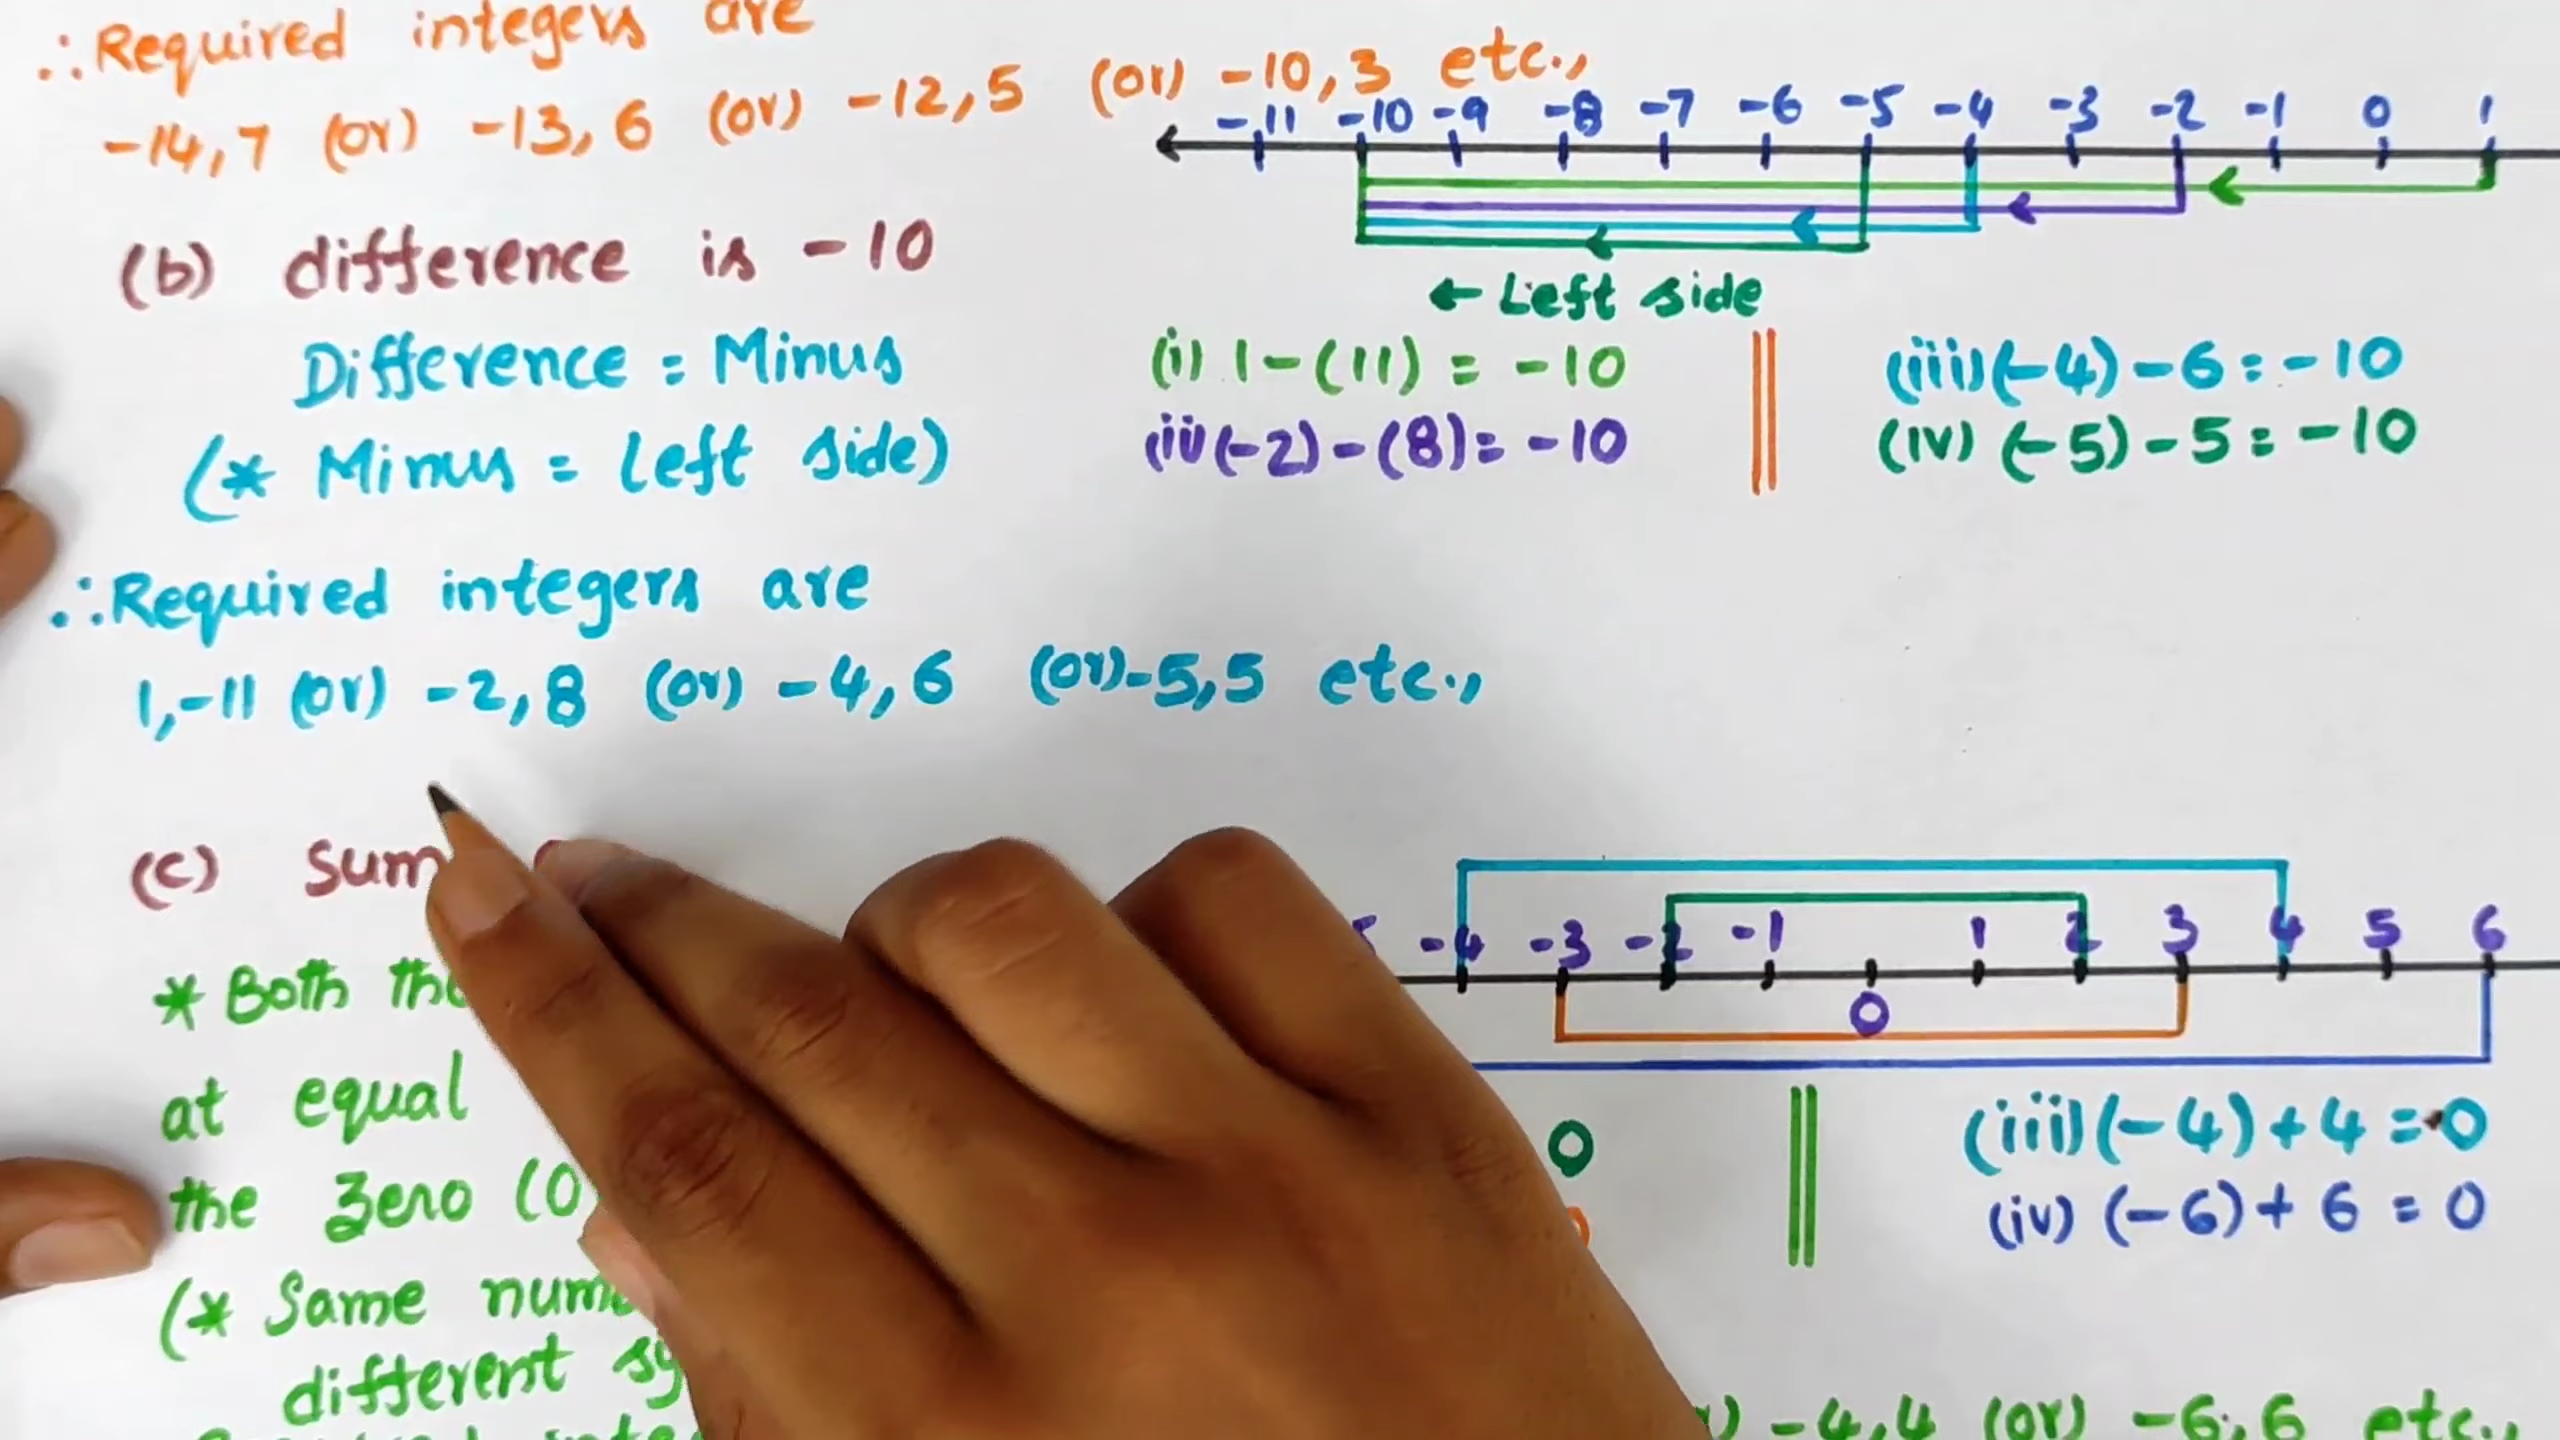 ∴Required integers are
-14,7 (or) -13,6 (or) -12,5 (or) -10,3 etc.,
-11 -10 -9 -8 -7 -6 -5 -4 -3 -2 -1 0 1
(b) difference is -10
← Left side
Difference = Minus
(* Minus = Left side)
(i) 1-(11) = -10
(ii) (-2)-(8) = -10
(iii) (-4)-6 = -10
(iv) (-5)-5 = -10
∴Required integers are
1,-11 (or) -2,8 (or) -4,6 (or) -5,5 etc.,
(c) Sum
-4 -3 -2 -1 1 2 3 4 5 6
0
* Both
at equal
the Zero (0
(* Same
different
0
(iii) (-4)+4 = 0
(iv) (-6)+6 = 0
-4,4 (or) -6,6 etc.,